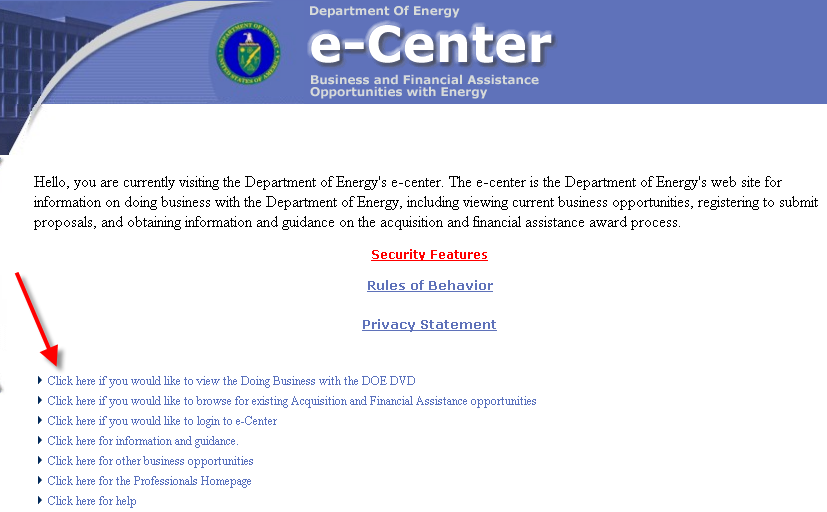 Department Of Energy
e-Center
Business and Financial Assistance
Opportunities with Energy
Hello, you are currently visiting the Department of Energy's e-center. The e-center is the Department of Energy's web site for
information on doing business with the Department of Energy, including viewing current business opportunities, registering to submit
proposals, and obtaining information and guidance on the acquisition and financial assistance award process.
Security Features
Rules of Behavior
Privacy Statement
Click here if you would like to view the Doing Business with the DOE DVD
Click here if you would like to browse for existing Acquisition and Financial Assistance opportunities
Click here if you would like to login to e-Center
Click here for information and guidance.
Click here for other business opportunities
Click here for the Professionals Homepage
Click here for help